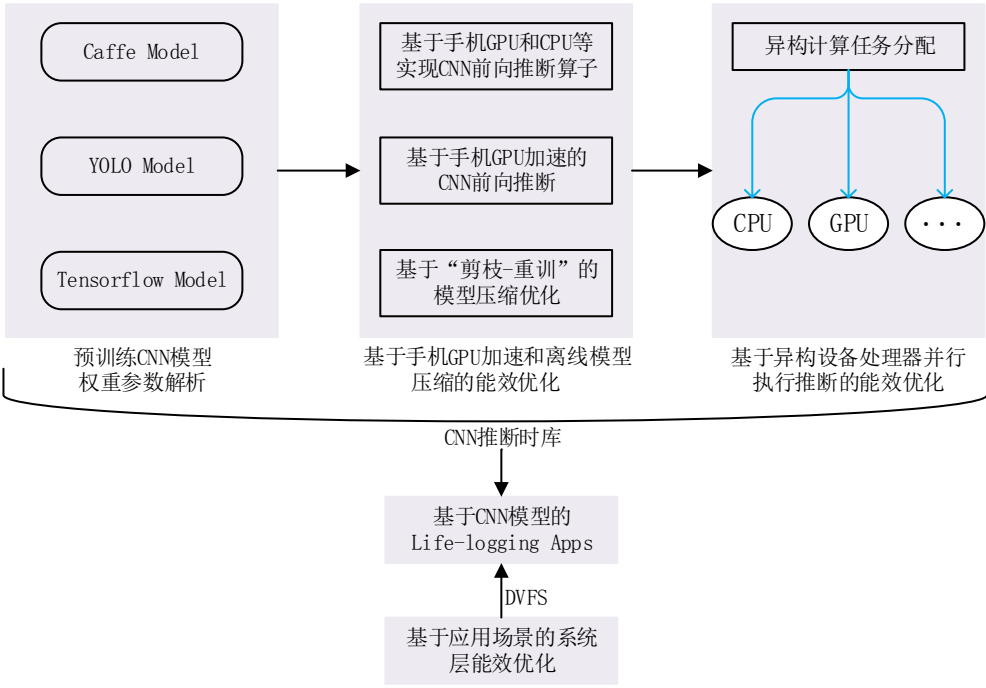 Caffe Model
YOLO Model
Tensorflow Model
预训练CNN模型
权重参数解析
基于手机GPU和CPU等
实现CNN前向推断算子
基于手机GPU加速的
CNN前向推断
基于“剪枝-重训”的
模型压缩优化
基于手机GPU加速和离线模型
压缩的能效优化
异构计算任务分配
CPU
GPU
···
基于异构设备处理器并行
执行推断的能效优化
CNN推断时库
基于CNN模型的
Life-logging Apps
DVFS
基于应用场景的系统
层能效优化